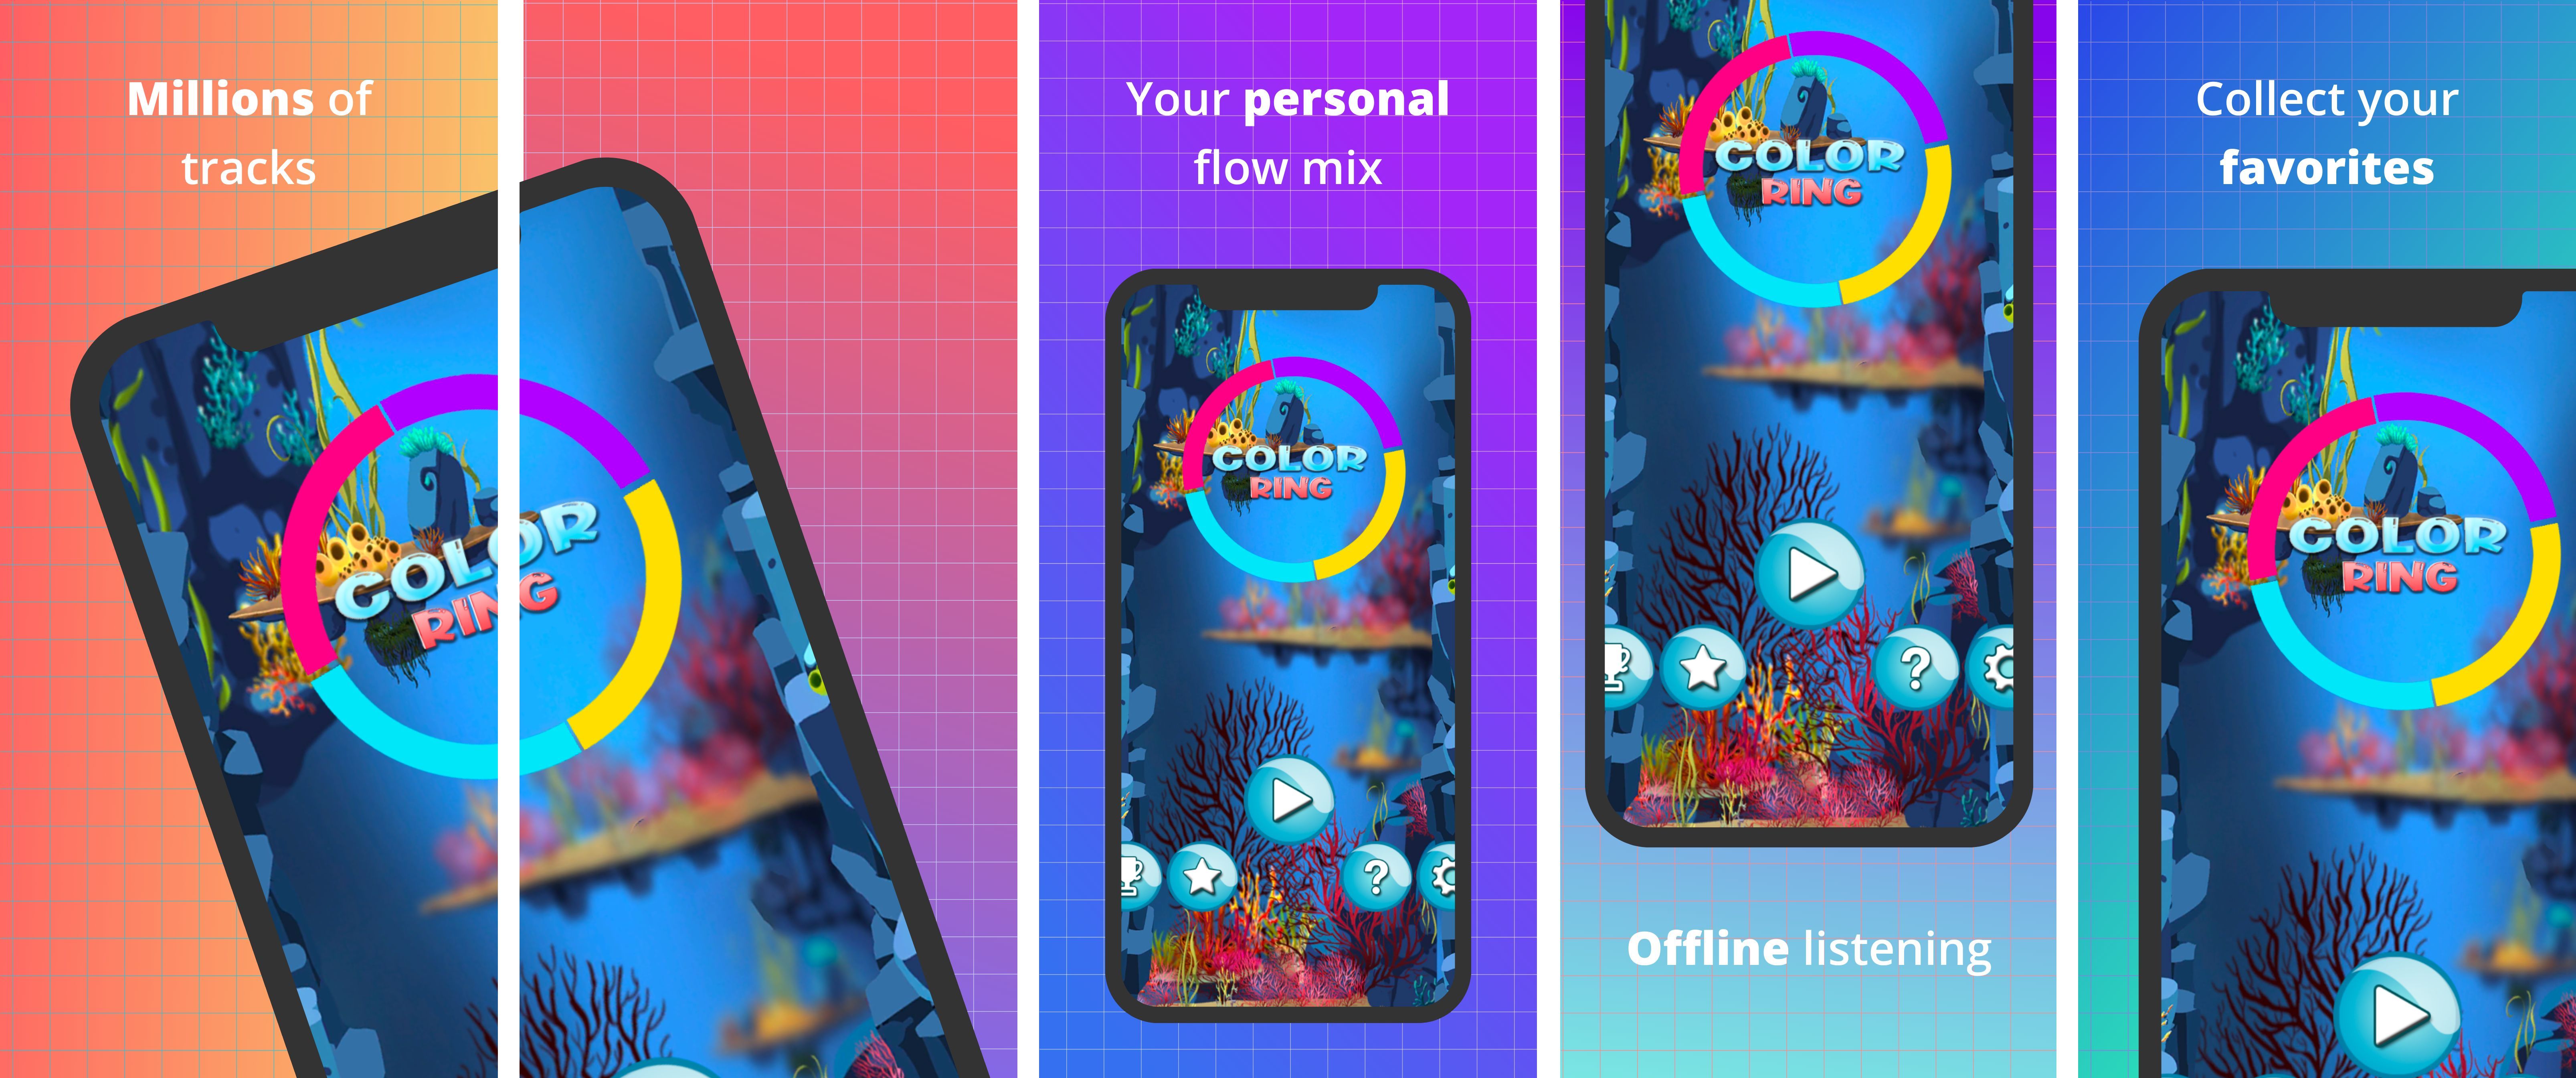 Millions of
tracks
COLOR
RING
Your personal
flow mix
COLOR
RING
COLOR
RING
Offline listening
Collect your
favorites
COLOR
RING